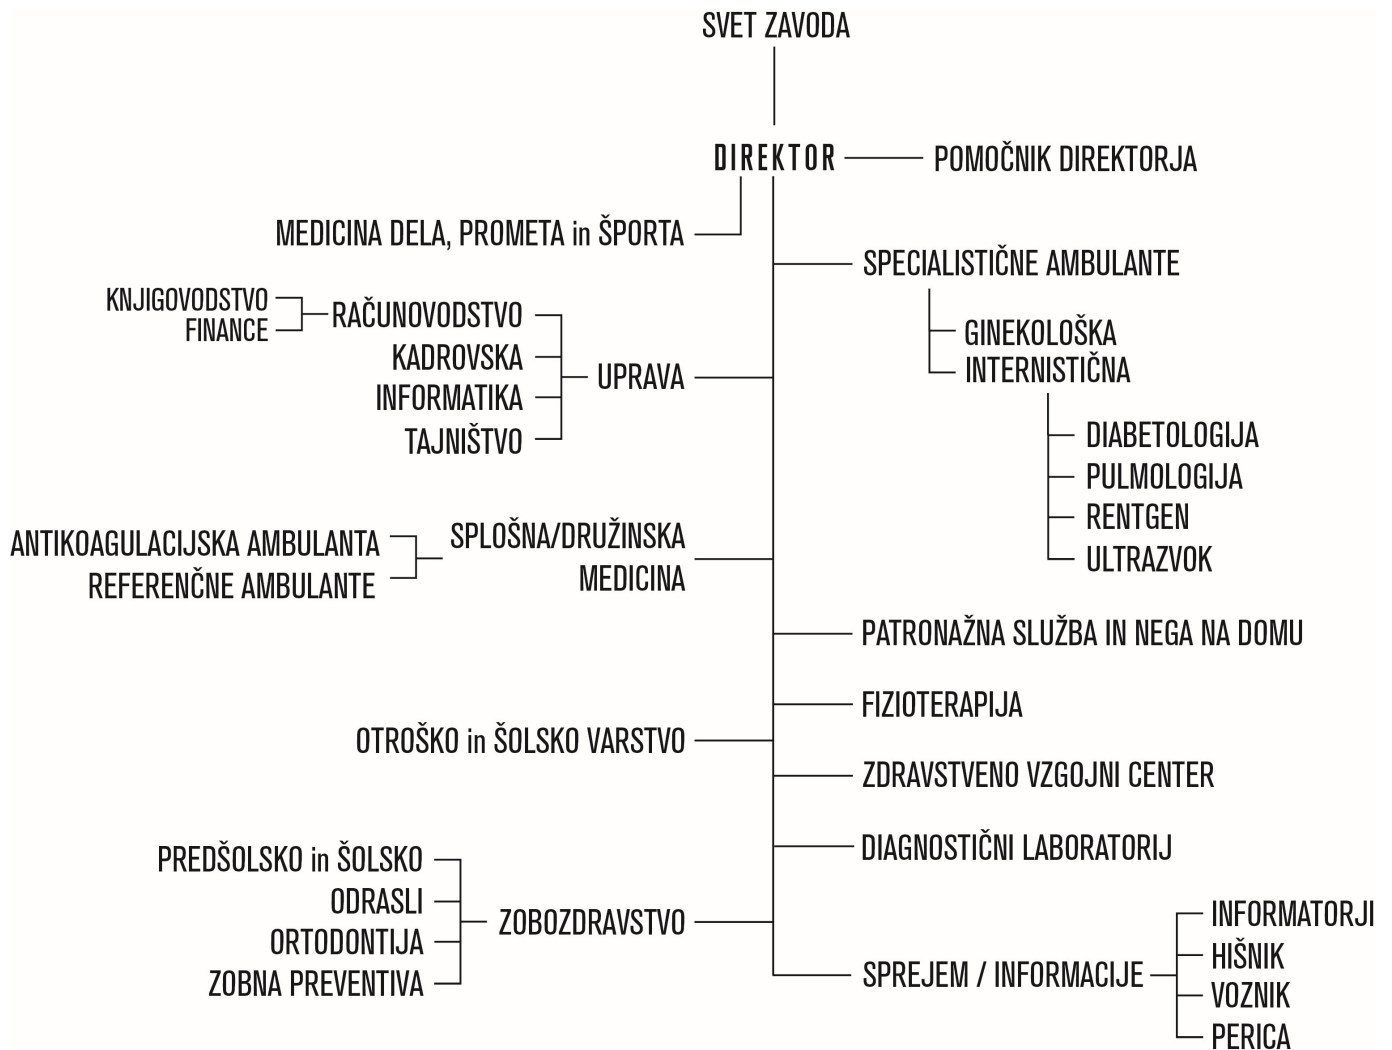 SVET ZAVODA
DIREKTOR
POMOČNIK DIREKTORJA
MEDICINA DELA, PROMETA in ŠPORTA
SPECIALISTIČNE AMBULANTE
GINEKOLOŠKA
INTERNISTIČNA
DIABETOLOGIJA
PULMOLOGIJA
RENTGEN
ULTRAZVOK
KNJIGOVODSTVO
FINANCE
RAČUNOVODSTVO
KADROVSKA
INFORMATIKA
TAJNIŠTVO
UPRAVA
ANTIKOAGULACIJSKA AMBULANTA
REFERENČNE AMBULANTE
SPLOŠNA/DRUŽINSKA
MEDICINA
PATRONAŽNA SLUŽBA IN NEGA NA DOMU
FIZIOTERAPIJA
OTROŠKO in ŠOLSKO VARSTVO
ZDRAVSTVENO VZGOJNI CENTER
DIAGNOSTIČNI LABORATORIJ
PREDŠOLSKO in ŠOLSKO
ODRASLI
ORTODONTIJA
ZOBNA PREVENTIVA
ZOBOZDRAVSTVO
SPREJEM / INFORMACIJE
INFORMATORJI
HIŠNIK
VOZNIK
PERICA